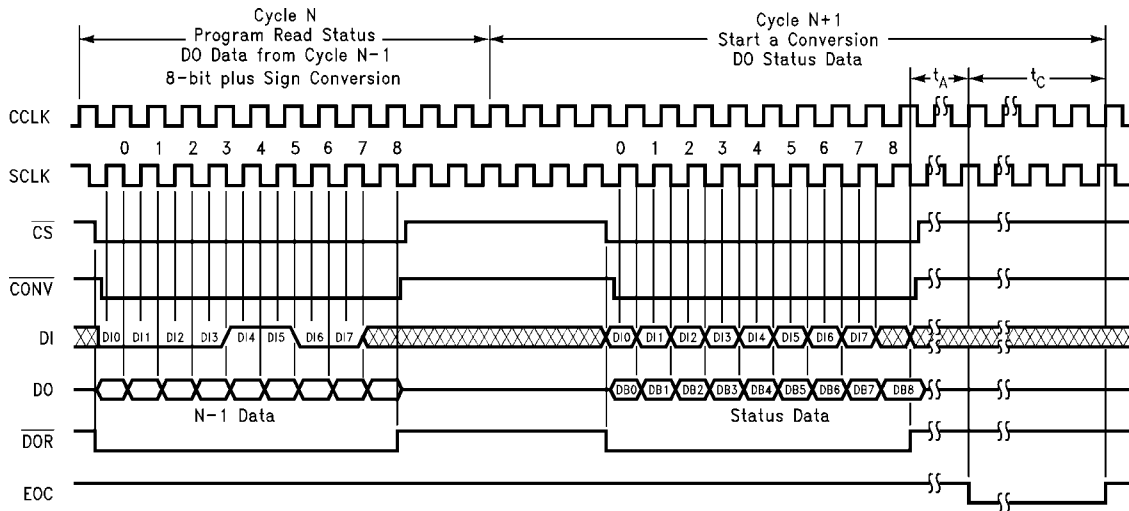 Cycle N
Program Read Status
DO Data from Cycle N-1
8-bit plus Sign Conversion
Cycle N+1
Start a Conversion
DO Status Data
tA
tC
CCLK
0 1 2 3 4 5 6 7 8
0 1 2 3 4 5 6 7 8
SCLK
CS
CONV
DI
DI0 DI1 DI2 DI3 DI4 DI5 DI6 DI7
DI0 DI1 DI2 DI3 DI4 DI5 DI6 DI7
DO
DB0 DB1 DB2 DB3 DB4 DB5 DB6 DB7 DB8
N-1 Data
Status Data
DOR
EOC